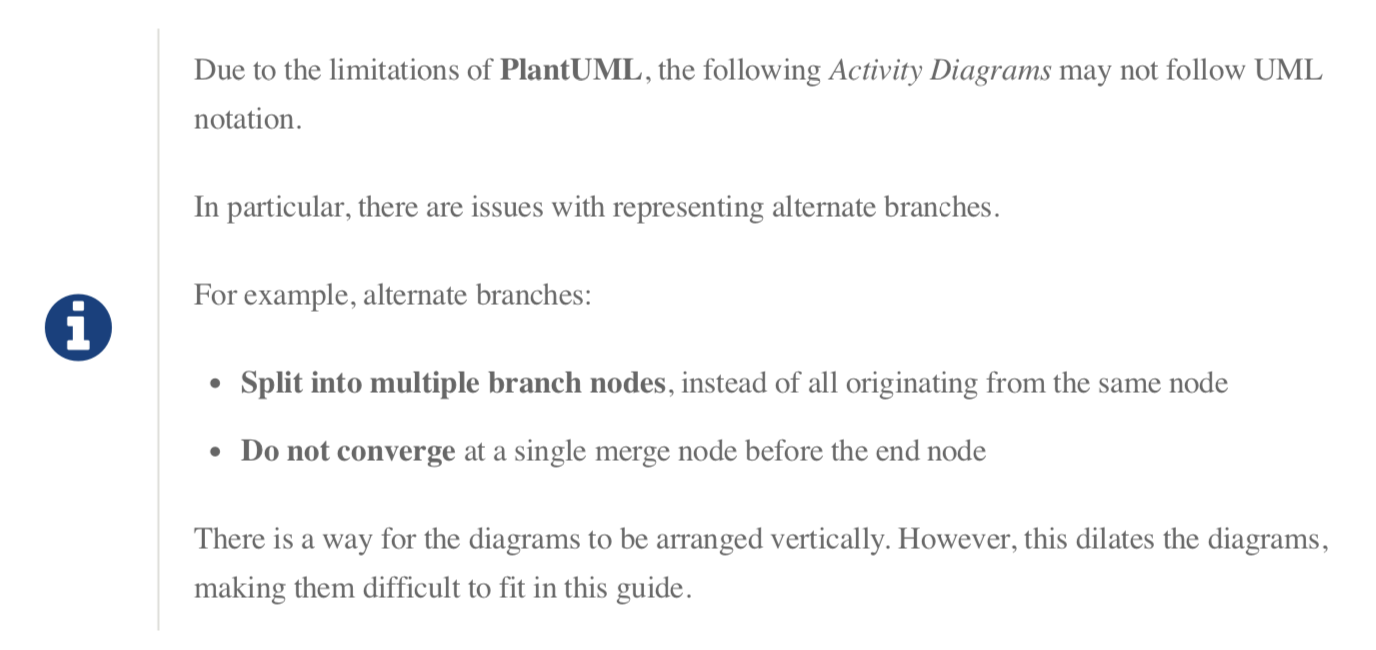 Due to the limitations of PlantUML, the following Activity Diagrams may not follow UML
notation.
In particular, there are issues with representing alternate branches.
For example, alternate branches:
• Split into multiple branch nodes, instead of all originating from the same node
• Do not converge at a single merge node before the end node
There is a way for the diagrams to be arranged vertically. However, this dilates the diagrams,
making them difficult to fit in this guide.